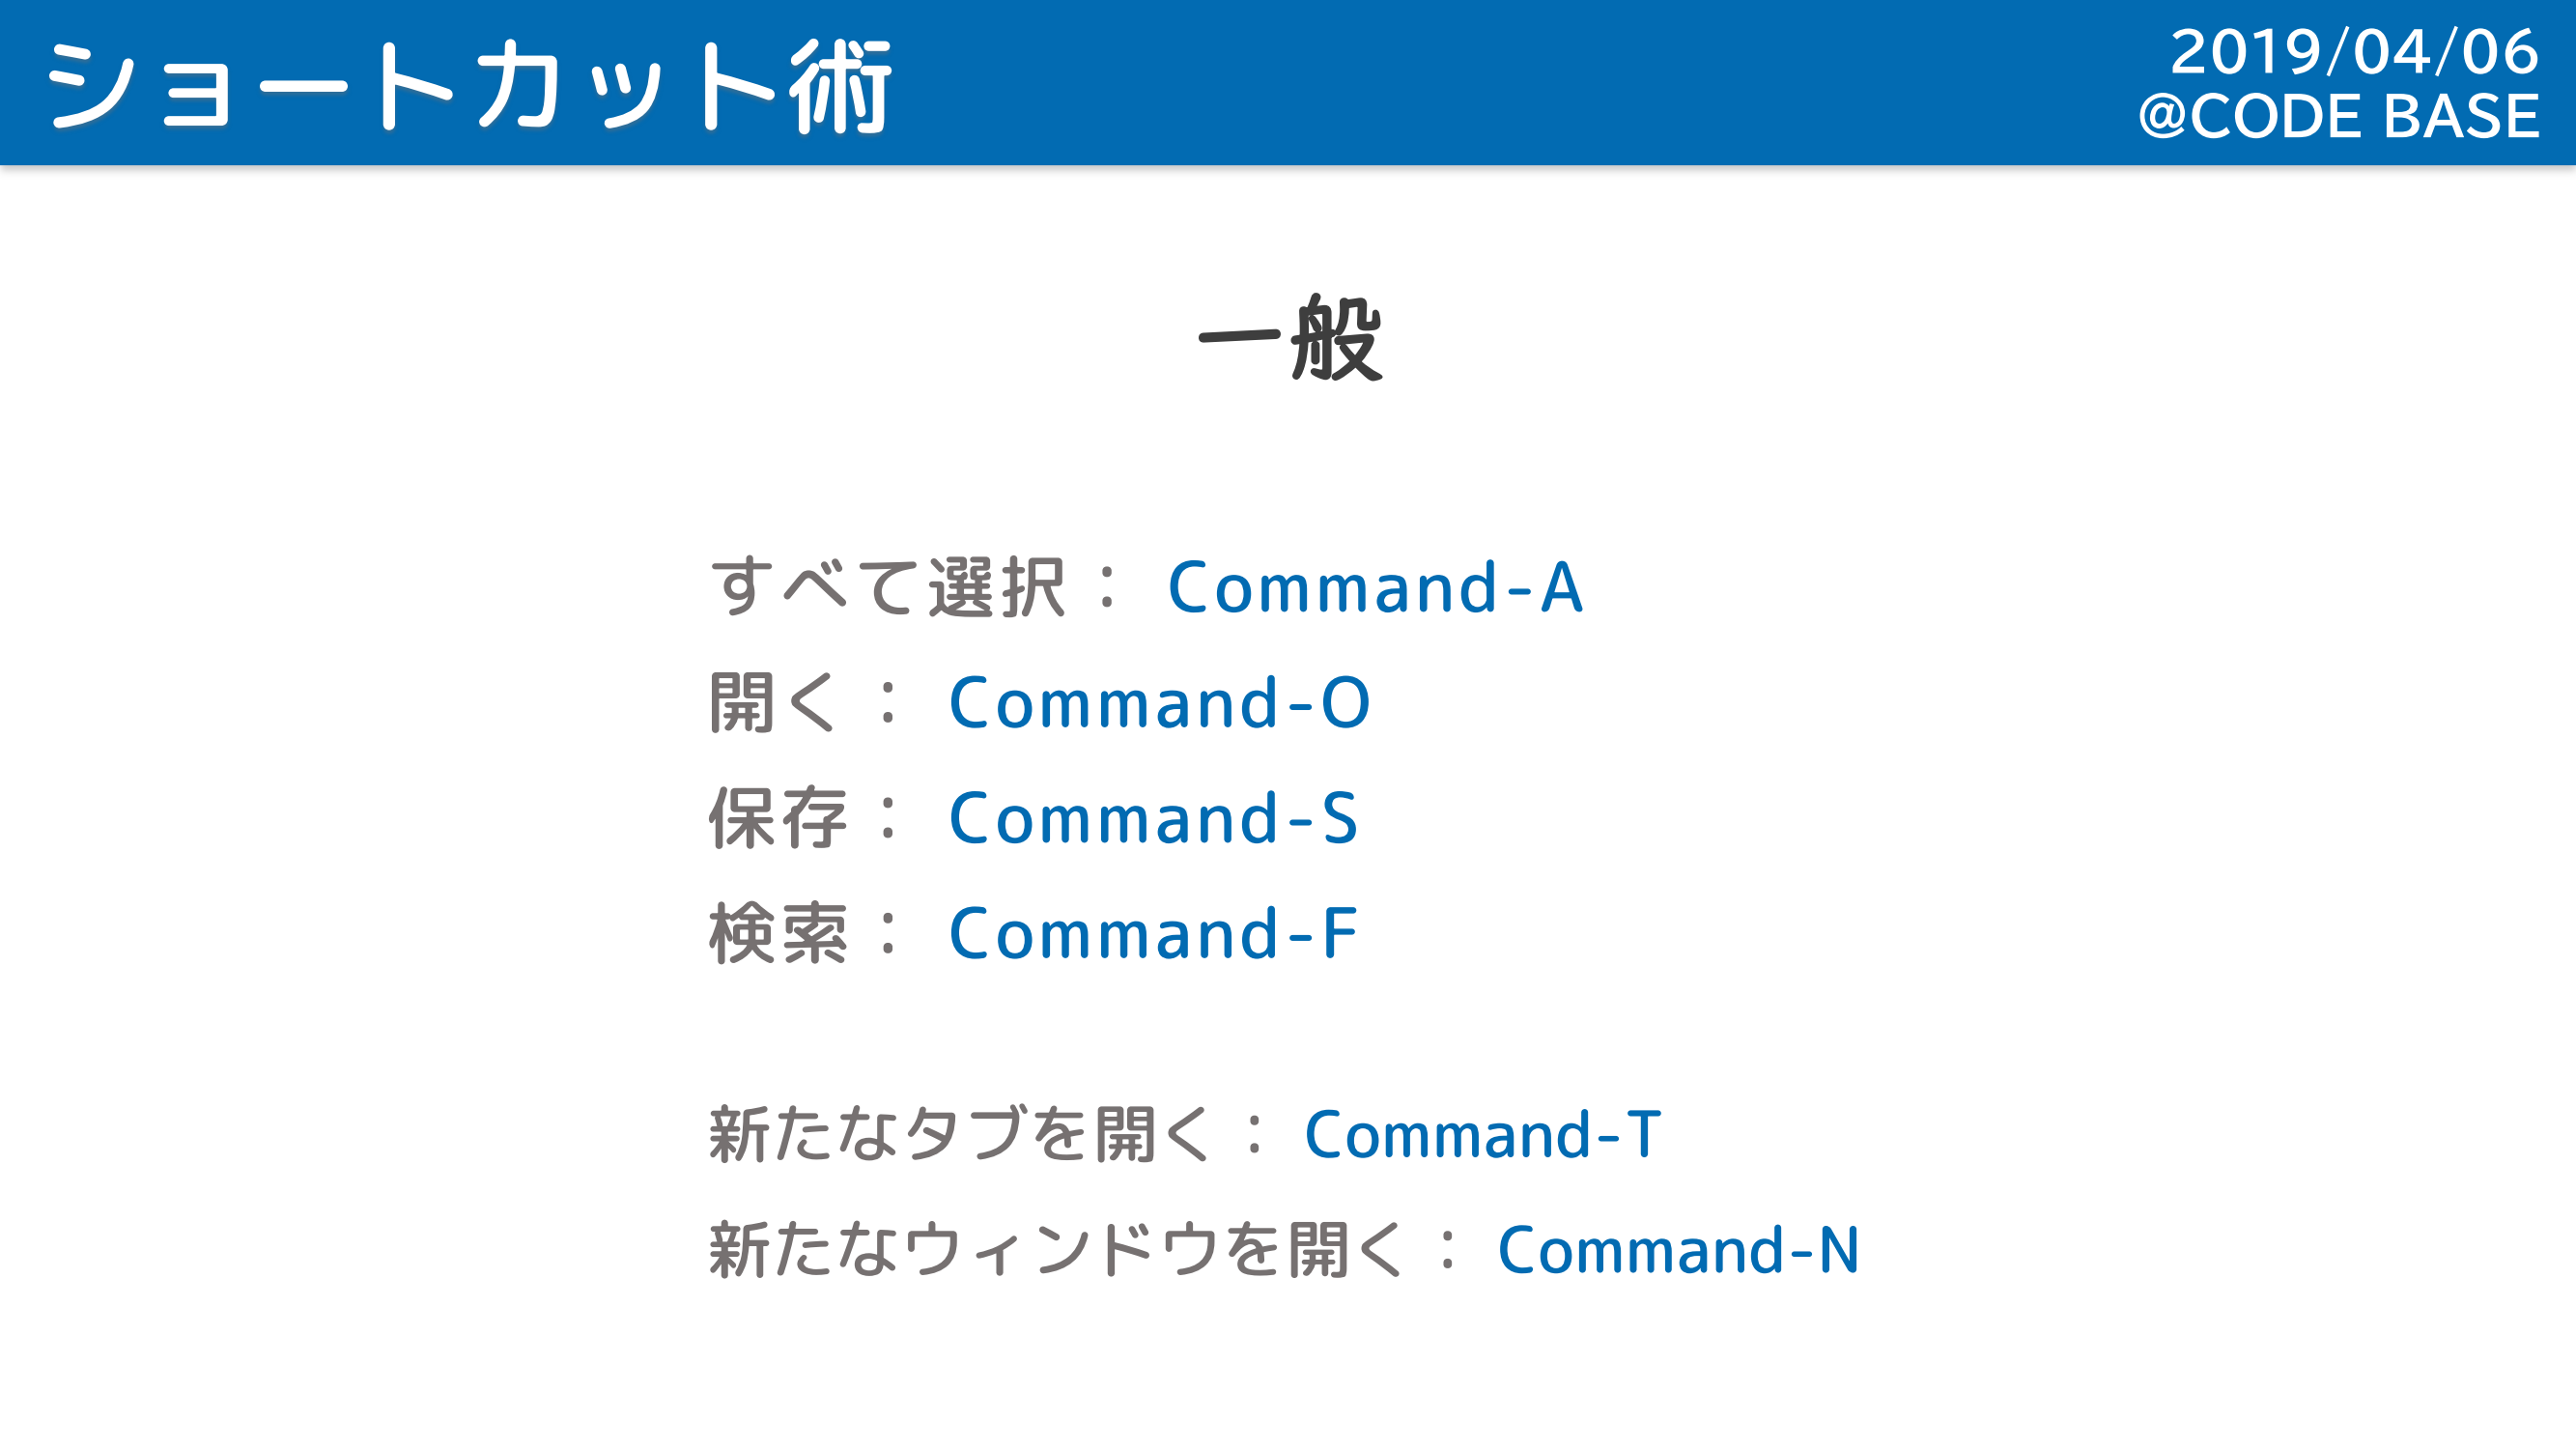 ショートカット術
2019/04/06
@CODE BASE
一般
すべて選択： Command-A
開く： Command-O
保存： Command-S
検索： Command-F
新たなタブを開く： Command-T
新たなウィンドウを開く： Command-N